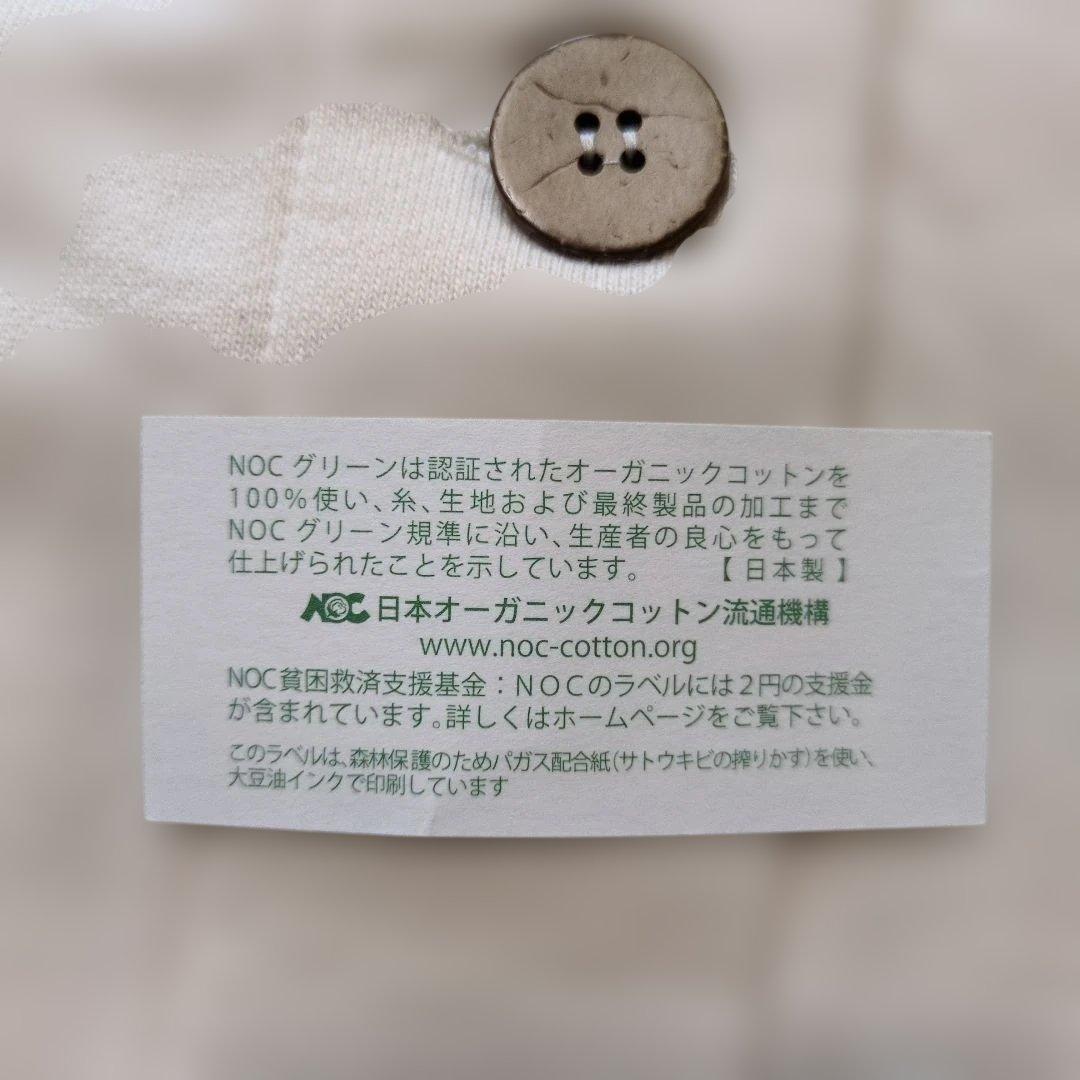 NOC グリーンは認証されたオーガニックコットンを
100%使い、糸、生地および最終製品の加工まで
NOC グリーン規準に沿い、生産者の良心をもって
仕上げられたことを示しています。 【 日本製 】
NOC 日本オーガニックコットン流通機構
www.noc-cotton.org
NOC貧困救済支援基金：NOCのラベルには2円の支援金
が含まれています。詳しくはホームページをご覧下さい。
このラベルは、森林保護のためバガス配合紙(サトウキビの搾りかす)を使い、
大豆油インクで印刷しています